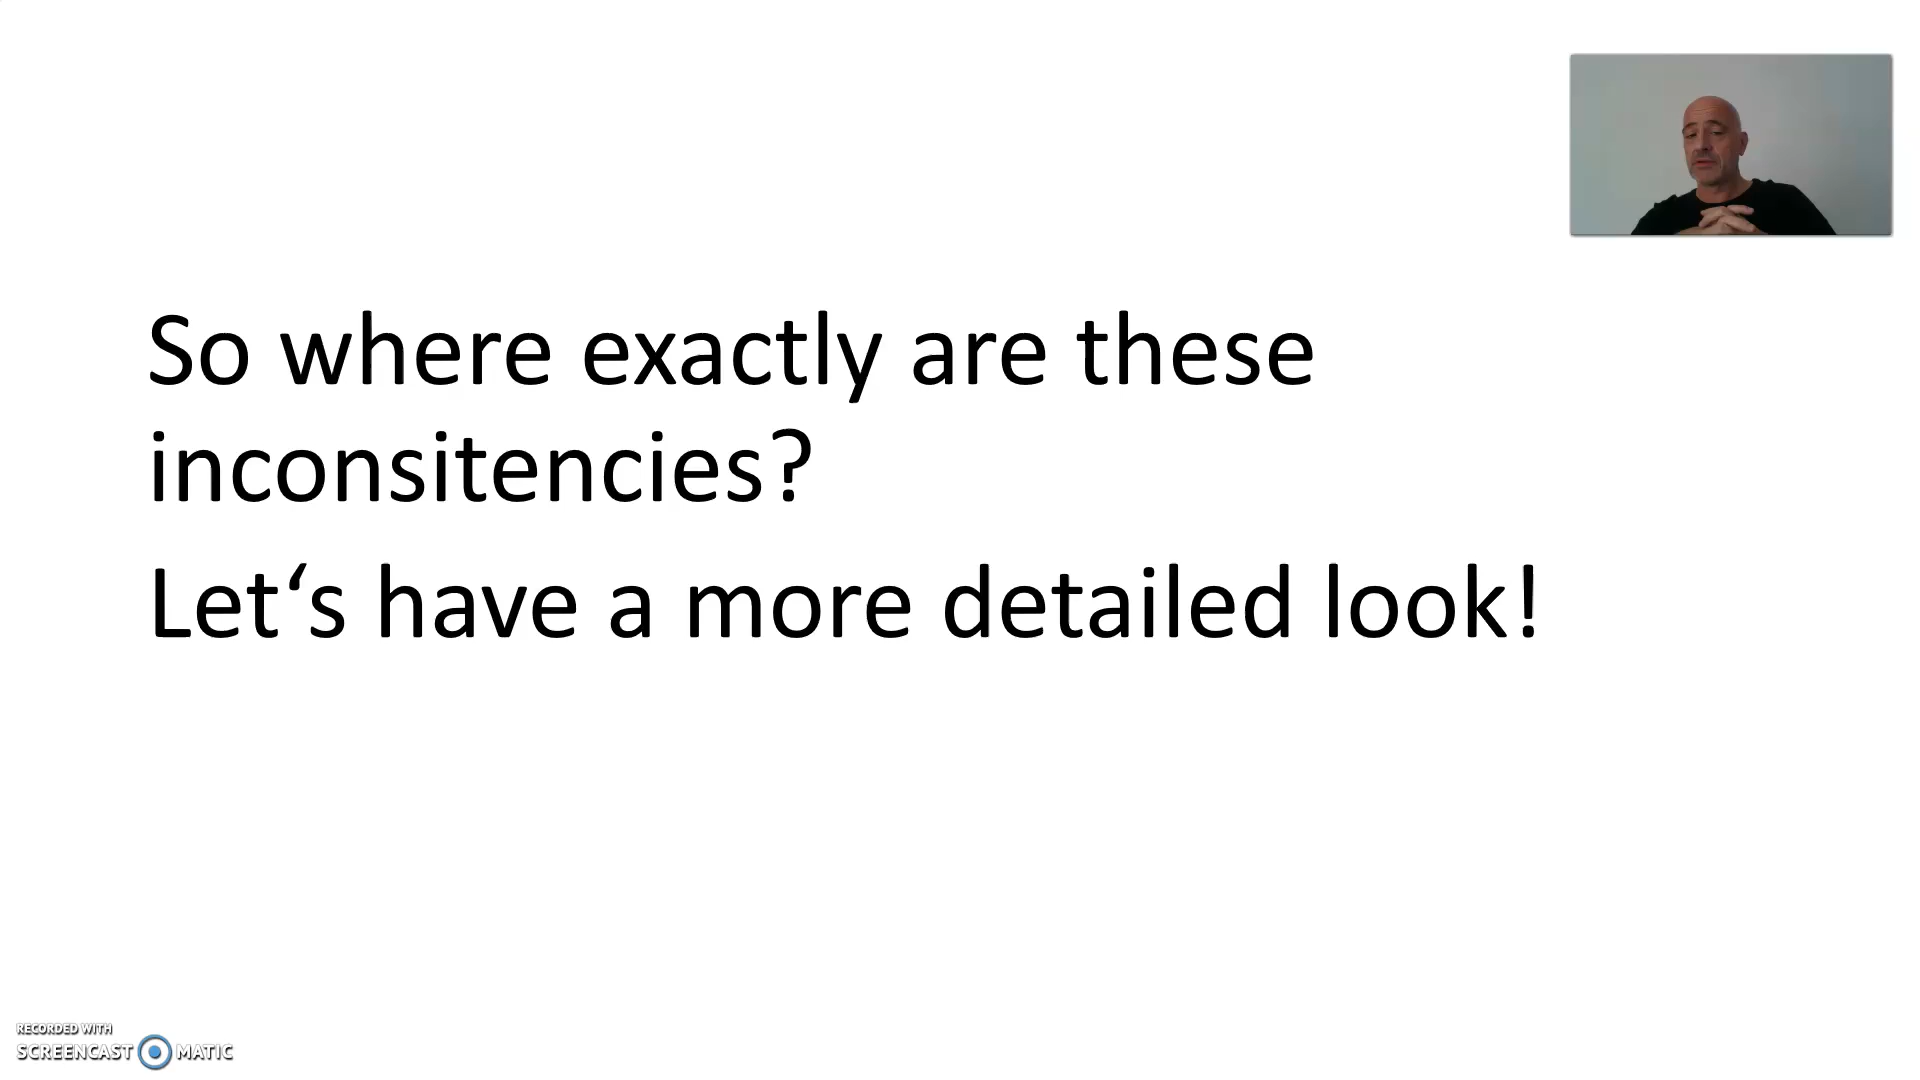 So where exactly are these
inconsitencies?
Let‘s have a more detailed look!
RECORDED WITH
SCREENCAST MATIC